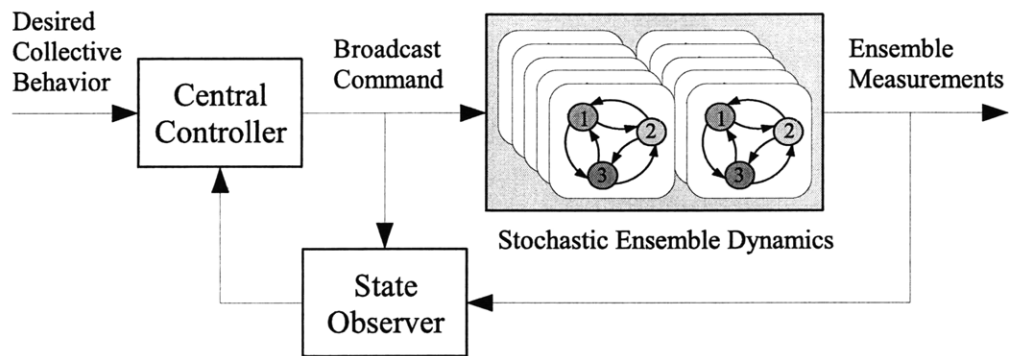 Desired
Collective
Behavior
Central
Controller
Broadcast
Command
1
2
3
1
2
3
Stochastic Ensemble Dynamics
Ensemble
Measurements
State
Observer